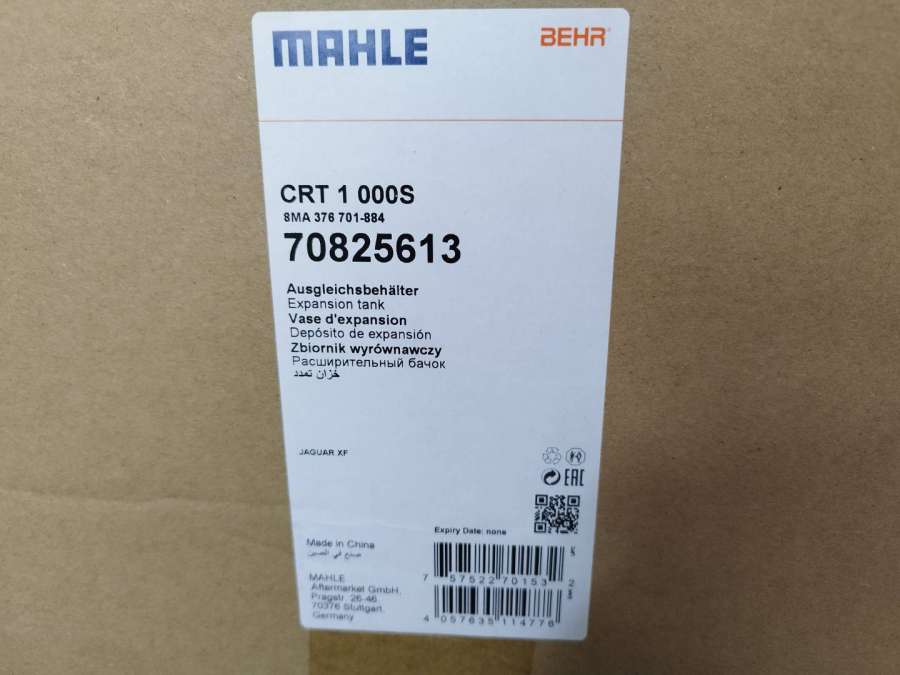 MAHLE
BEHR
CRT 1 000S
8MA 376 701-884
70825613
Ausgleichsbehälter
Expansion tank
Vase d'expansion
Depósito de expansión
Zbiornik wyrównawczy
Расширительный бачок
خزان تمدد
JAGUAR XF
EAC
Expiry Date: none
Made in China
صنع في الصين
7 57522 70153 2
MAHLE
Aftermarket GmbH.
Pragstr. 26-46.
70376 Stuttgart.
Germany
4 057635 114776